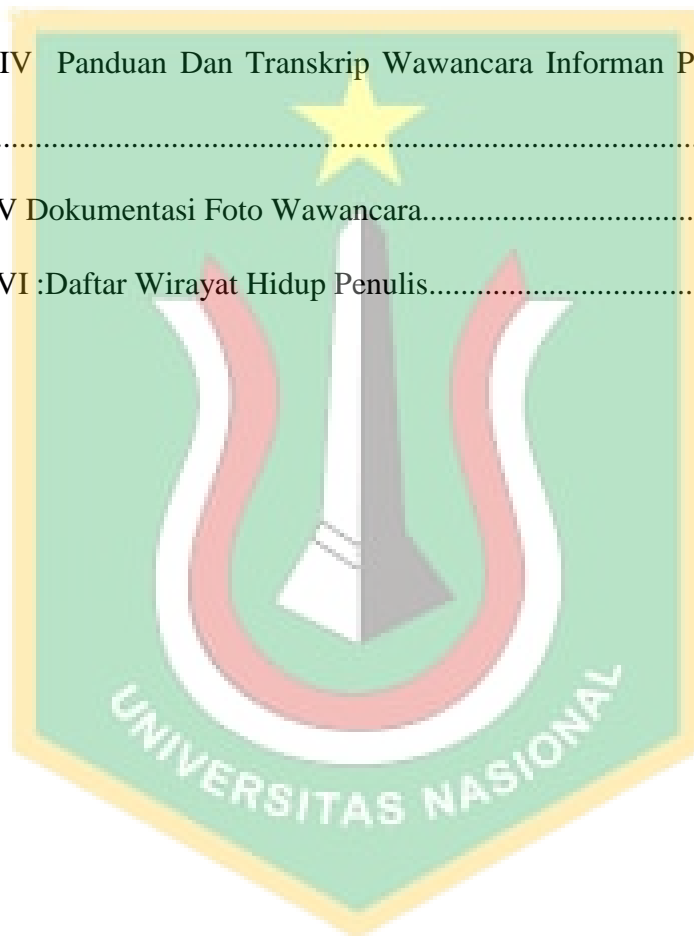 IV Panduan Dan Transkrip Wawancara Informan P
....................................................................................
V Dokumentasi Foto Wawancara.................................
VI :Daftar Wirayat Hidup Penulis................................
UNIVERSITAS NASIONAL